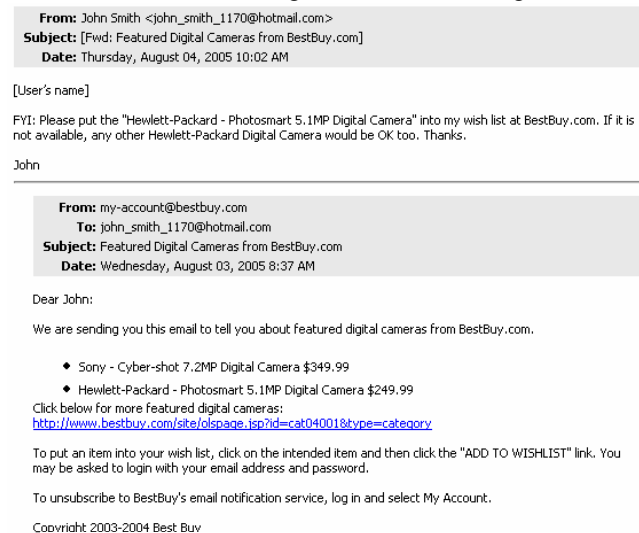 From: John Smith <john_smith_1170@hotmail.com>
Subject: [Fwd: Featured Digital Cameras from BestBuy.com]
Date: Thursday, August 04, 2005 10:02 AM
[User's name]
FYI: Please put the "Hewlett-Packard - Photosmart 5.1MP Digital Camera" into my wish list at BestBuy.com. If it is
not available, any other Hewlett-Packard Digital Camera would be OK too. Thanks.
John
From: my-account@bestbuy.com
To: john_smith_1170@hotmail.com
Subject: Featured Digital Cameras from BestBuy.com
Date: Wednesday, August 03, 2005 8:37 AM
Dear John:
We are sending you this email to tell you about featured digital cameras from BestBuy.com.
◆ Sony - Cyber-shot 7.2MP Digital Camera $349.99
◆ Hewlett-Packard - Photosmart 5.1MP Digital Camera $249.99
Click below for more featured digital cameras:
http://www.bestbuy.com/site/olspage.jsp?id=cat04001&type=category
To put an item into your wish list, click on the intended item and then click the "ADD TO WISHLIST" link. You
may be asked to login with your email address and password.
To unsubscribe to BestBuy's email notification service, log in and select My Account.
Copyright 2003-2004 Best Buy